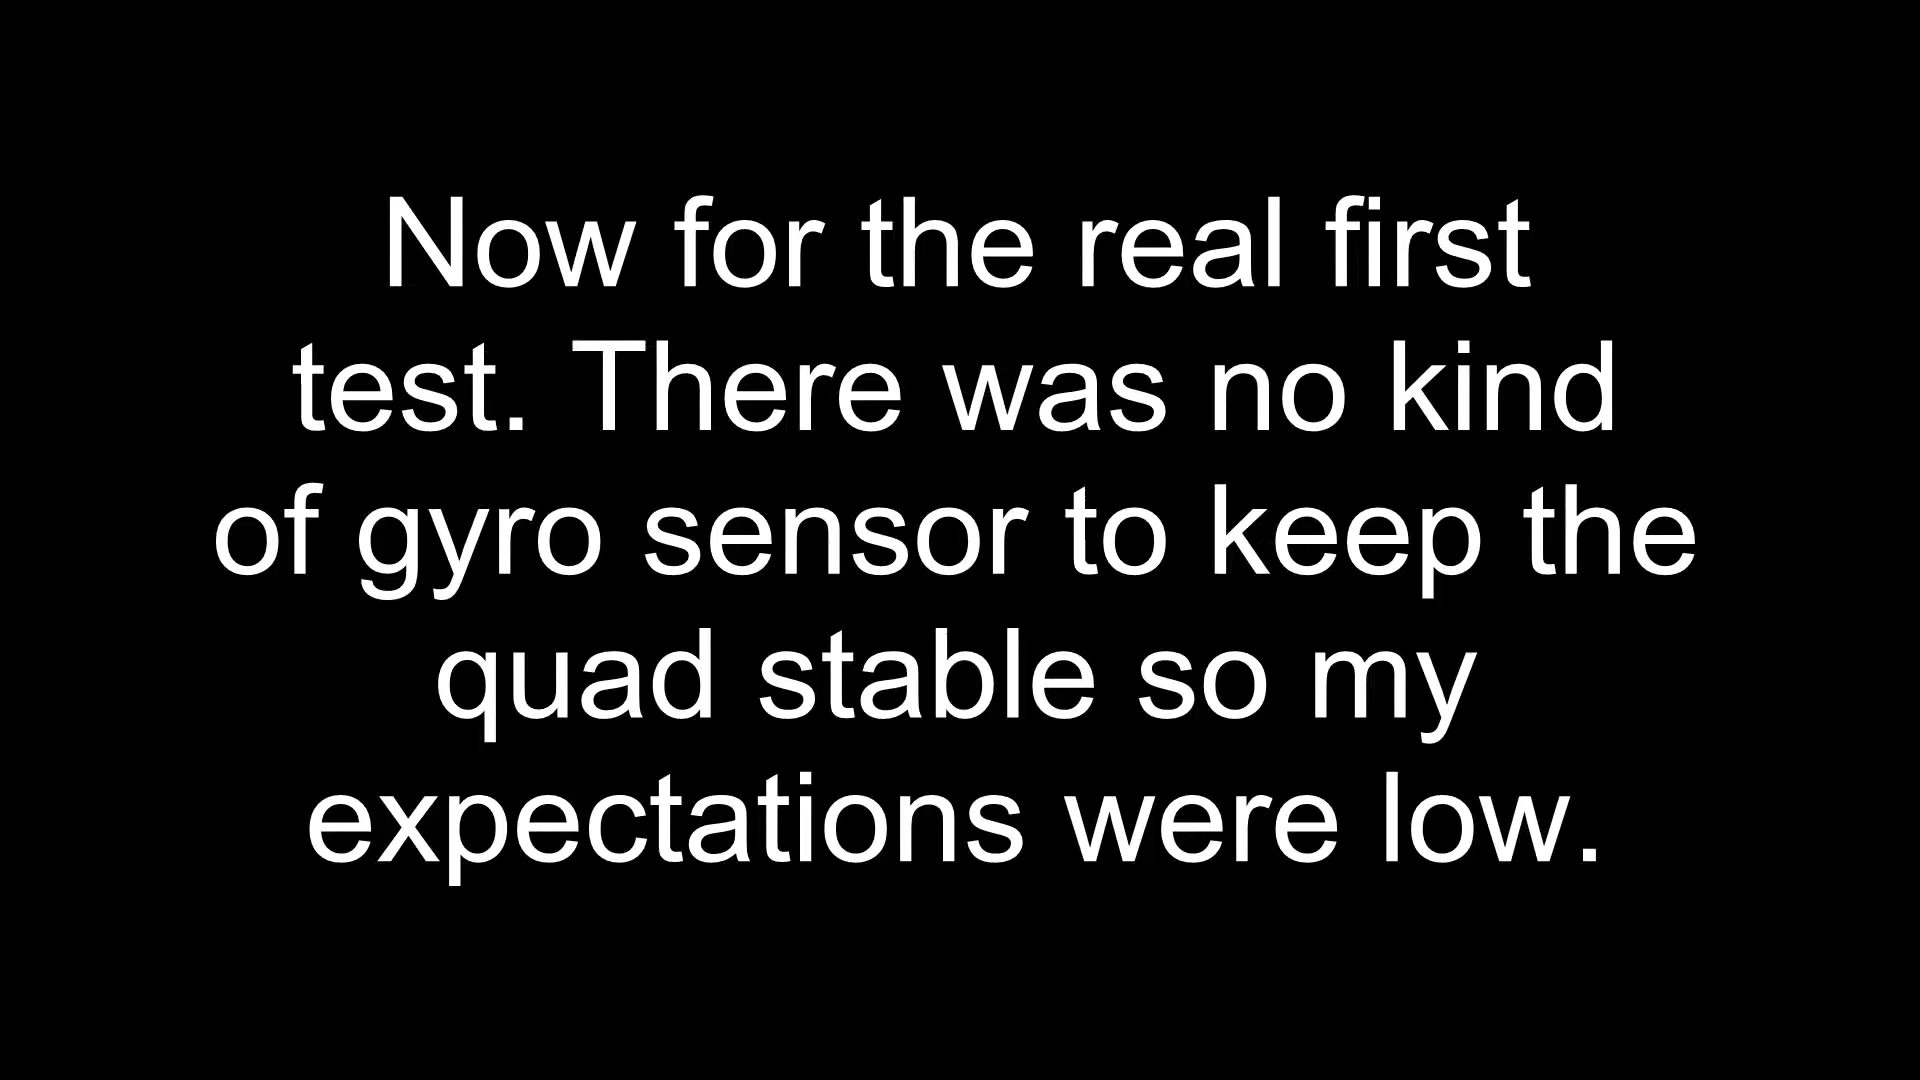 Now for the real first
test. There was no kind
of gyro sensor to keep the
quad stable so my
expectations were low.